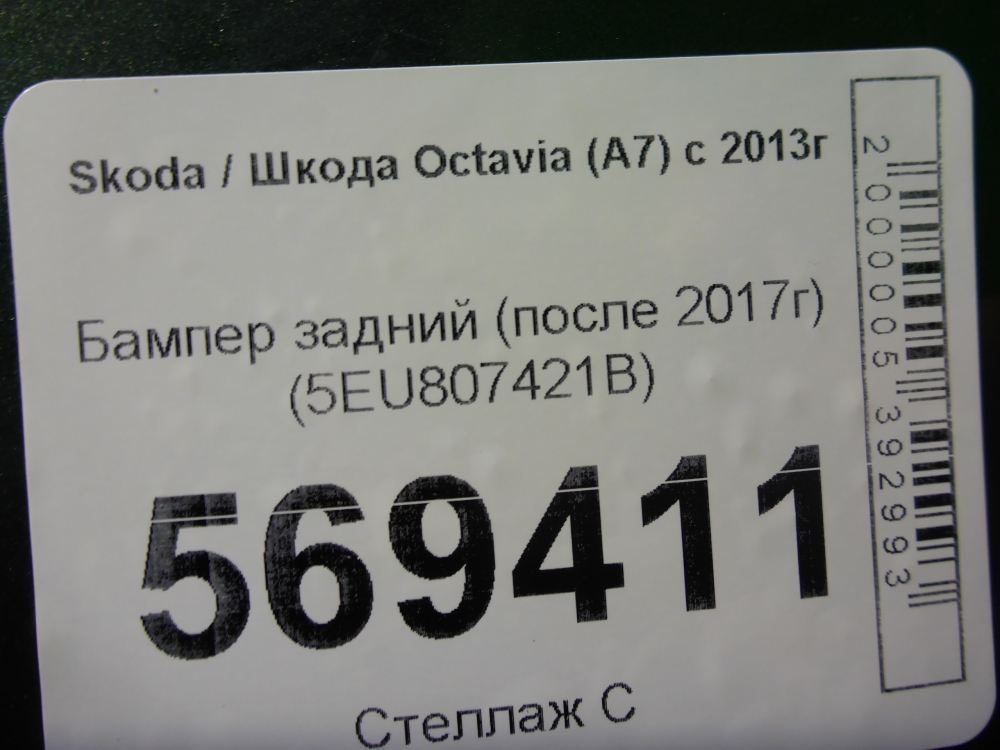 Skoda / Шкода Octavia (A7) с 2013г
Бампер задний (после 2017г)
(5EU807421B)
569411
Стеллаж С
2000005392993